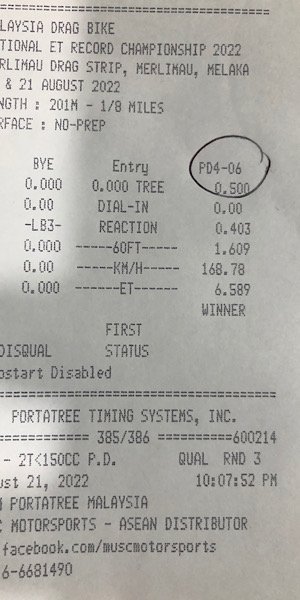 LAYSIA DRAG BIKE
TIONAL ET RECORD CHAMPIONSHIP 2022
RLIMAU DRAG STRIP, MERLIMAU, MELAKA
& 21 AUGUST 2022
NGTH : 201M - 1/8 MILES
RFACE : NO-PREP
BYE Entry PD4-06
0.000 0.000 TREE 0.500
0.00 DIAL-IN 0.00
-LB3- REACTION 0.403
0.000 -----60FT----- 1.609
0.00 -----KM/H----- 168.78
0.000 ------ET------ 6.589
WINNER
FIRST
DISQUAL STATUS
ostart Disabled
PORTATREE TIMING SYSTEMS, INC.
============ 385/386 ==========600214
- 2T<150CC P.D. QUAL RND 3
ust 21, 2022 10:07:52 PM
PORTATREE MALAYSIA
C MOTORSPORTS - ASEAN DISTRIBUTOR
facebook.com/muscmotorsports
6-6681490